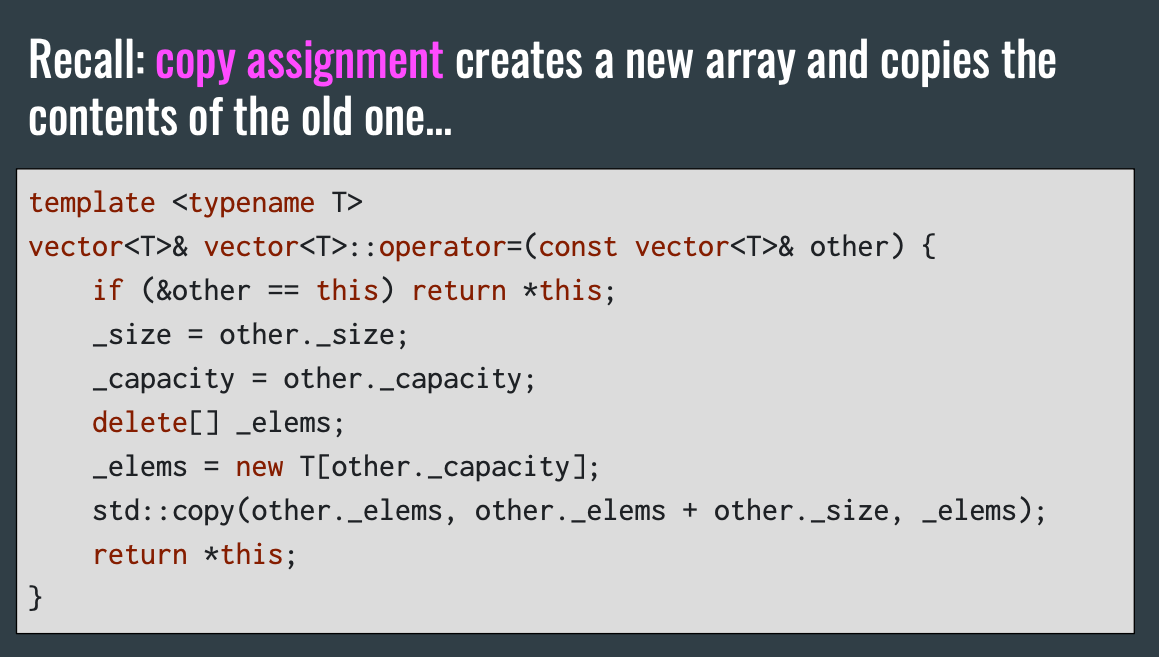 Recall: copy assignment creates a new array and copies the
contents of the old one...
template <typename T>
vector<T>& vector<T>::operator=(const vector<T>& other) {
    if (&other == this) return *this;
    _size = other._size;
    _capacity = other._capacity;
    delete[] _elems;
    _elems = new T[other._capacity];
    std::copy(other._elems, other._elems + other._size, _elems);
    return *this;
}